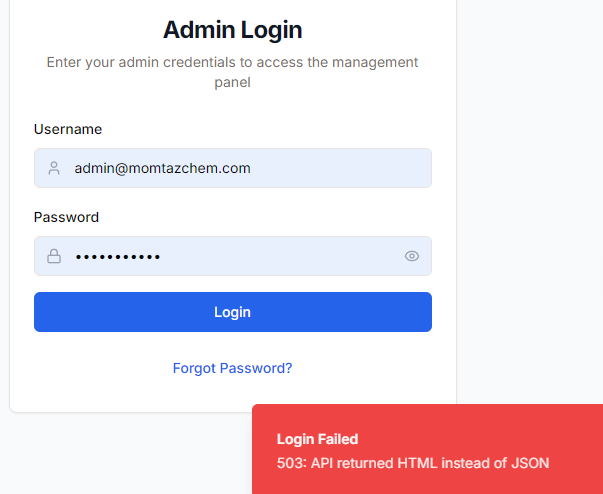 Admin Login
Enter your admin credentials to access the management
panel
Username
admin@momtazchem.com
Password
•••••••••••
Login
Forgot Password?
Login Failed
503: API returned HTML instead of JSON